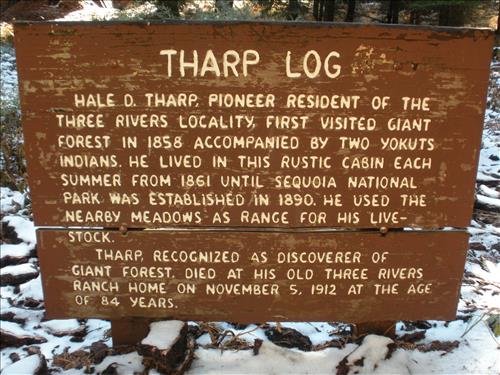 THARP LOG
HALE D. THARP, PIONEER RESIDENT OF THE
THREE RIVERS LOCALITY, FIRST VISITED GIANT
FOREST IN 1858 ACCOMPANIED BY TWO YOKUTS
INDIANS. HE LIVED IN THIS RUSTIC CABIN EACH
SUMMER FROM 1861 UNTIL SEQUOIA NATIONAL
PARK WAS ESTABLISHED IN 1890. HE USED THE
NEARBY MEADOWS AS RANGE FOR HIS LIVE-
STOCK.
THARP, RECOGNIZED AS DISCOVERER OF
GIANT FOREST, DIED AT HIS OLD THREE RIVERS
RANCH HOME ON NOVEMBER 5, 1912 AT THE AGE
OF 84 YEARS.